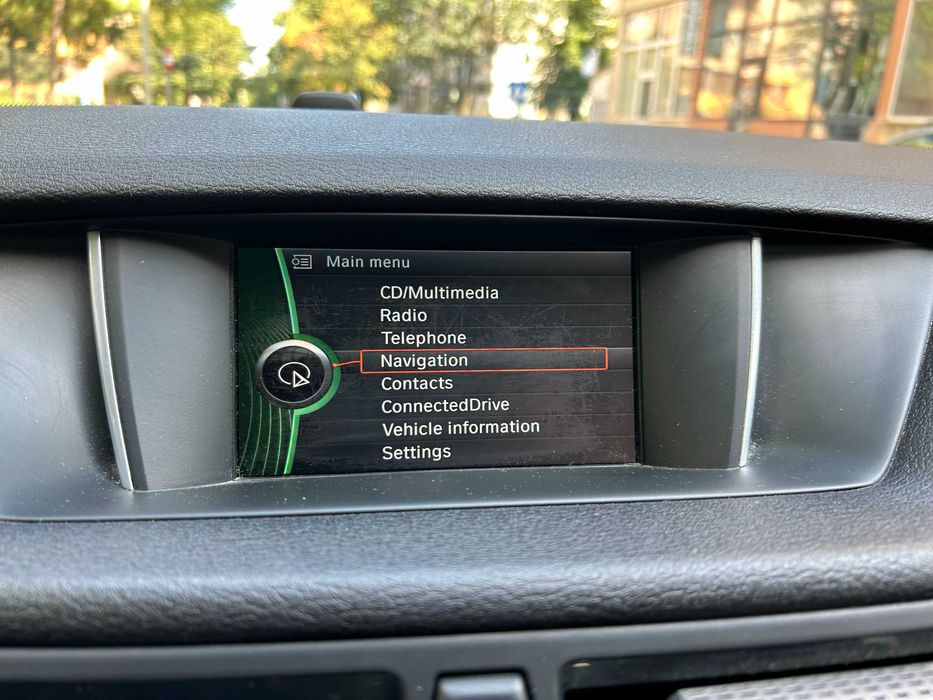 Main menu
CD/Multimedia
Radio
Telephone
Navigation
Contacts
ConnectedDrive
Vehicle information
Settings